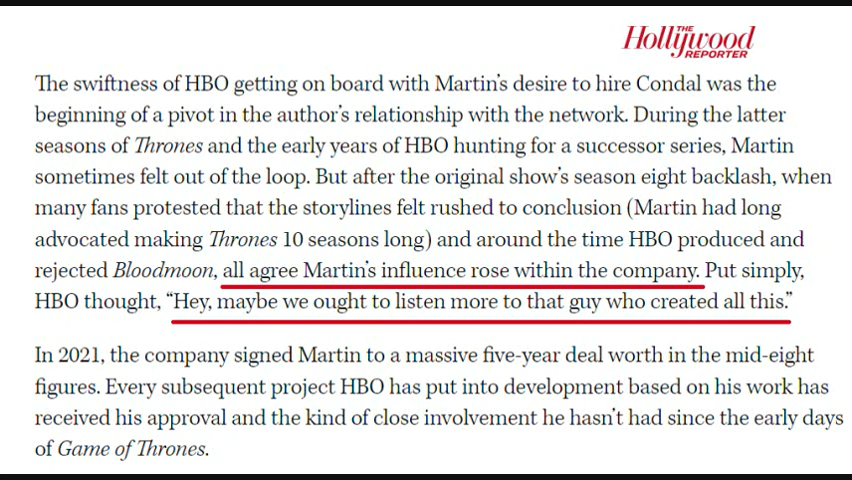 THE
Hollywood
REPORTER
The swiftness of HBO getting on board with Martin's desire to hire Condal was the
beginning of a pivot in the author's relationship with the network. During the latter
seasons of Thrones and the early years of HBO hunting for a successor series, Martin
sometimes felt out of the loop. But after the original show's season eight backlash, when
many fans protested that the storylines felt rushed to conclusion (Martin had long
advocated making Thrones 10 seasons long) and around the time HBO produced and
rejected Bloodmoon, all agree Martin's influence rose within the company. Put simply,
HBO thought, “Hey, maybe we ought to listen more to that guy who created all this.”
In 2021, the company signed Martin to a massive five-year deal worth in the mid-eight
figures. Every subsequent project HBO has put into development based on his work has
received his approval and the kind of close involvement he hasn't had since the early days
of Game of Thrones.